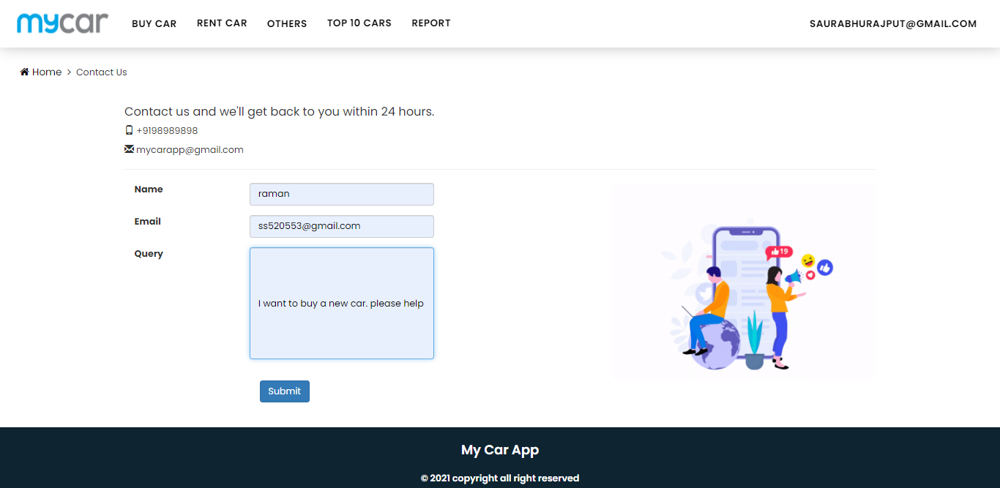 mycar BUY CAR RENT CAR OTHERS TOP 10 CARS REPORT SAURABHURAJPUT@GMAIL.COM
Home > Contact Us
Contact us and we'll get back to you within 24 hours.
+9198989898
mycarapp@gmail.com
Name raman
Email ss520553@gmail.com
Query
I want to buy a new car. please help
19
Submit
My Car App
© 2021 copyright all right reserved